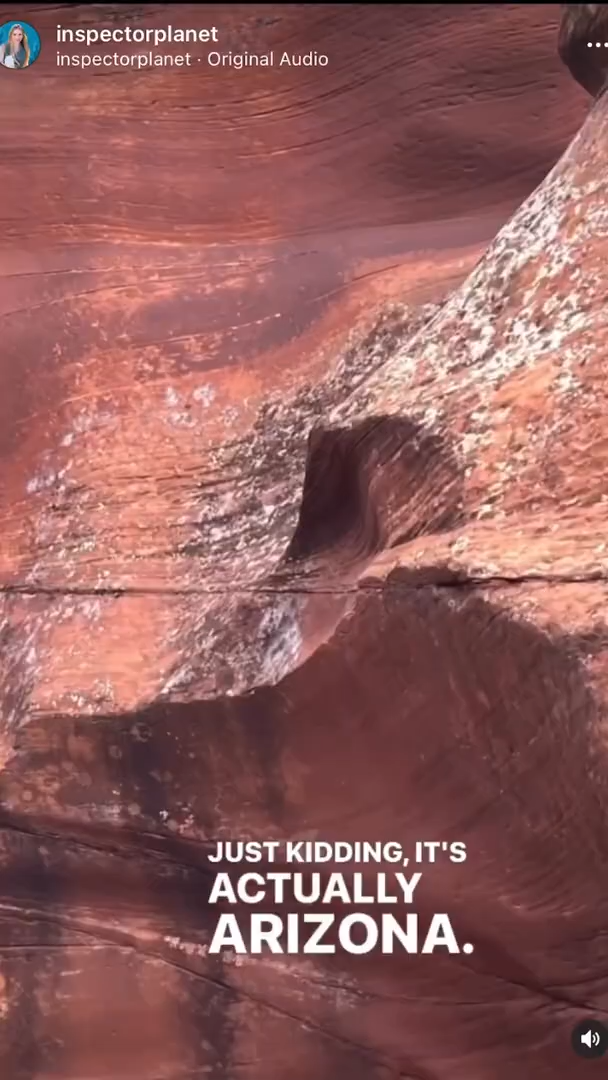 inspectorplanet
inspectorplanet · Original Audio
JUST KIDDING, IT'S
ACTUALLY
ARIZONA.